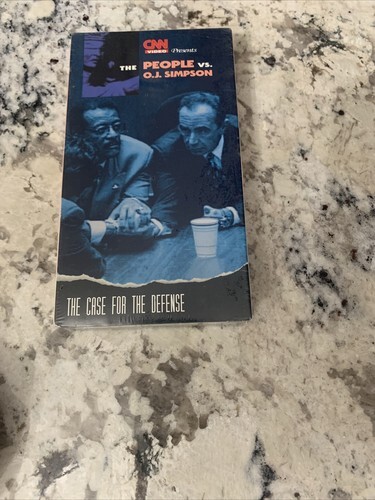 CNN
VIDEO Presents
THE PEOPLE VS.
O.J. SIMPSON
THE CASE FOR THE DEFENSE